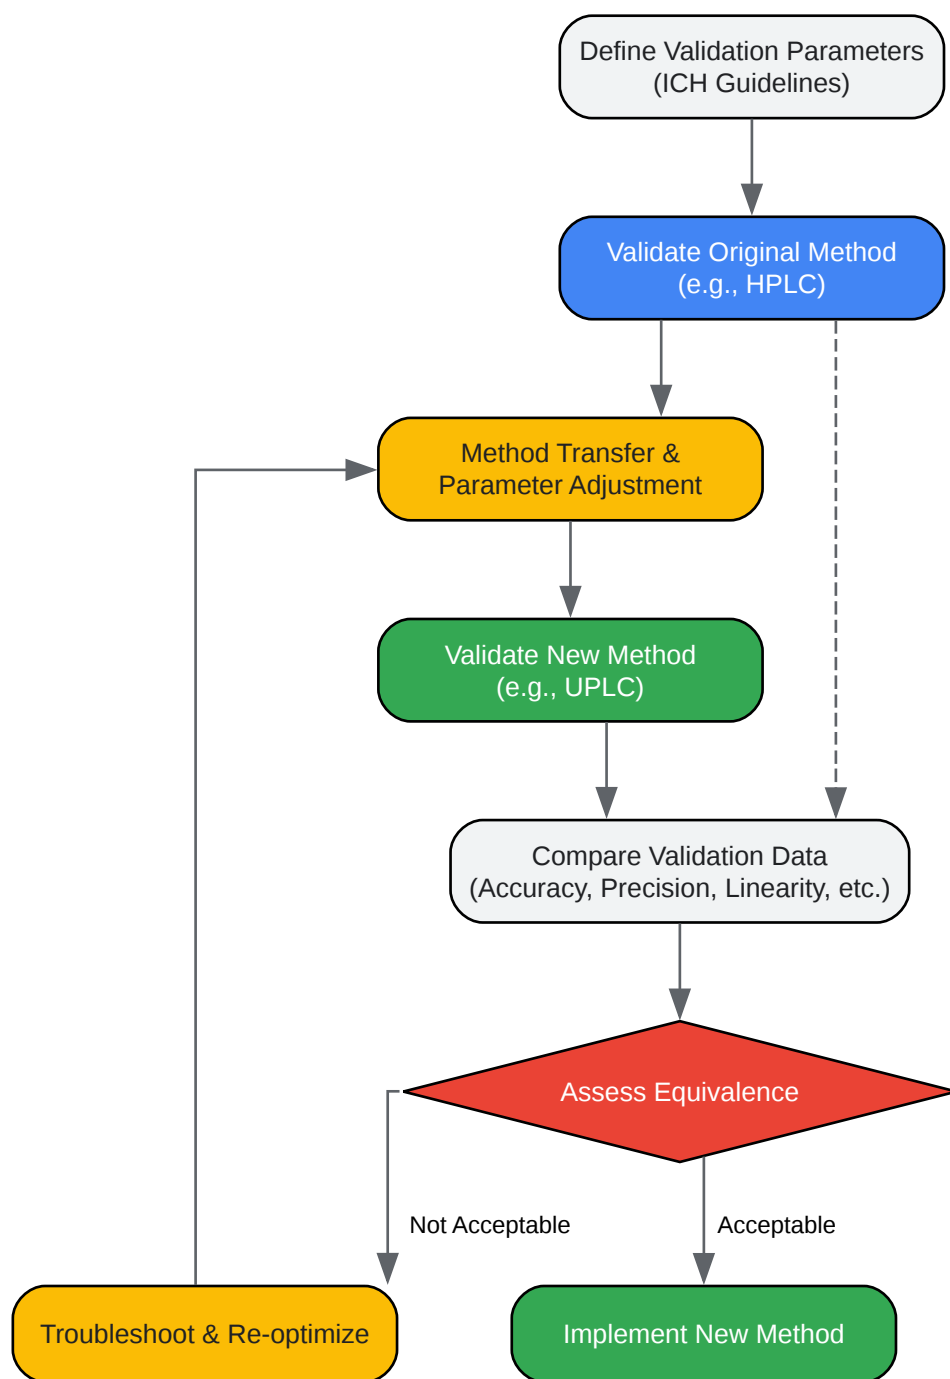 Define Validation Parameters
(ICH Guidelines)
Validate Original Method
(e.g., HPLC)
Method Transfer &
Parameter Adjustment
Validate New Method
(e.g., UPLC)
Compare Validation Data
(Accuracy, Precision, Linearity, etc.)
Assess Equivalence
Not Acceptable
Acceptable
Troubleshoot & Re-optimize
Implement New Method